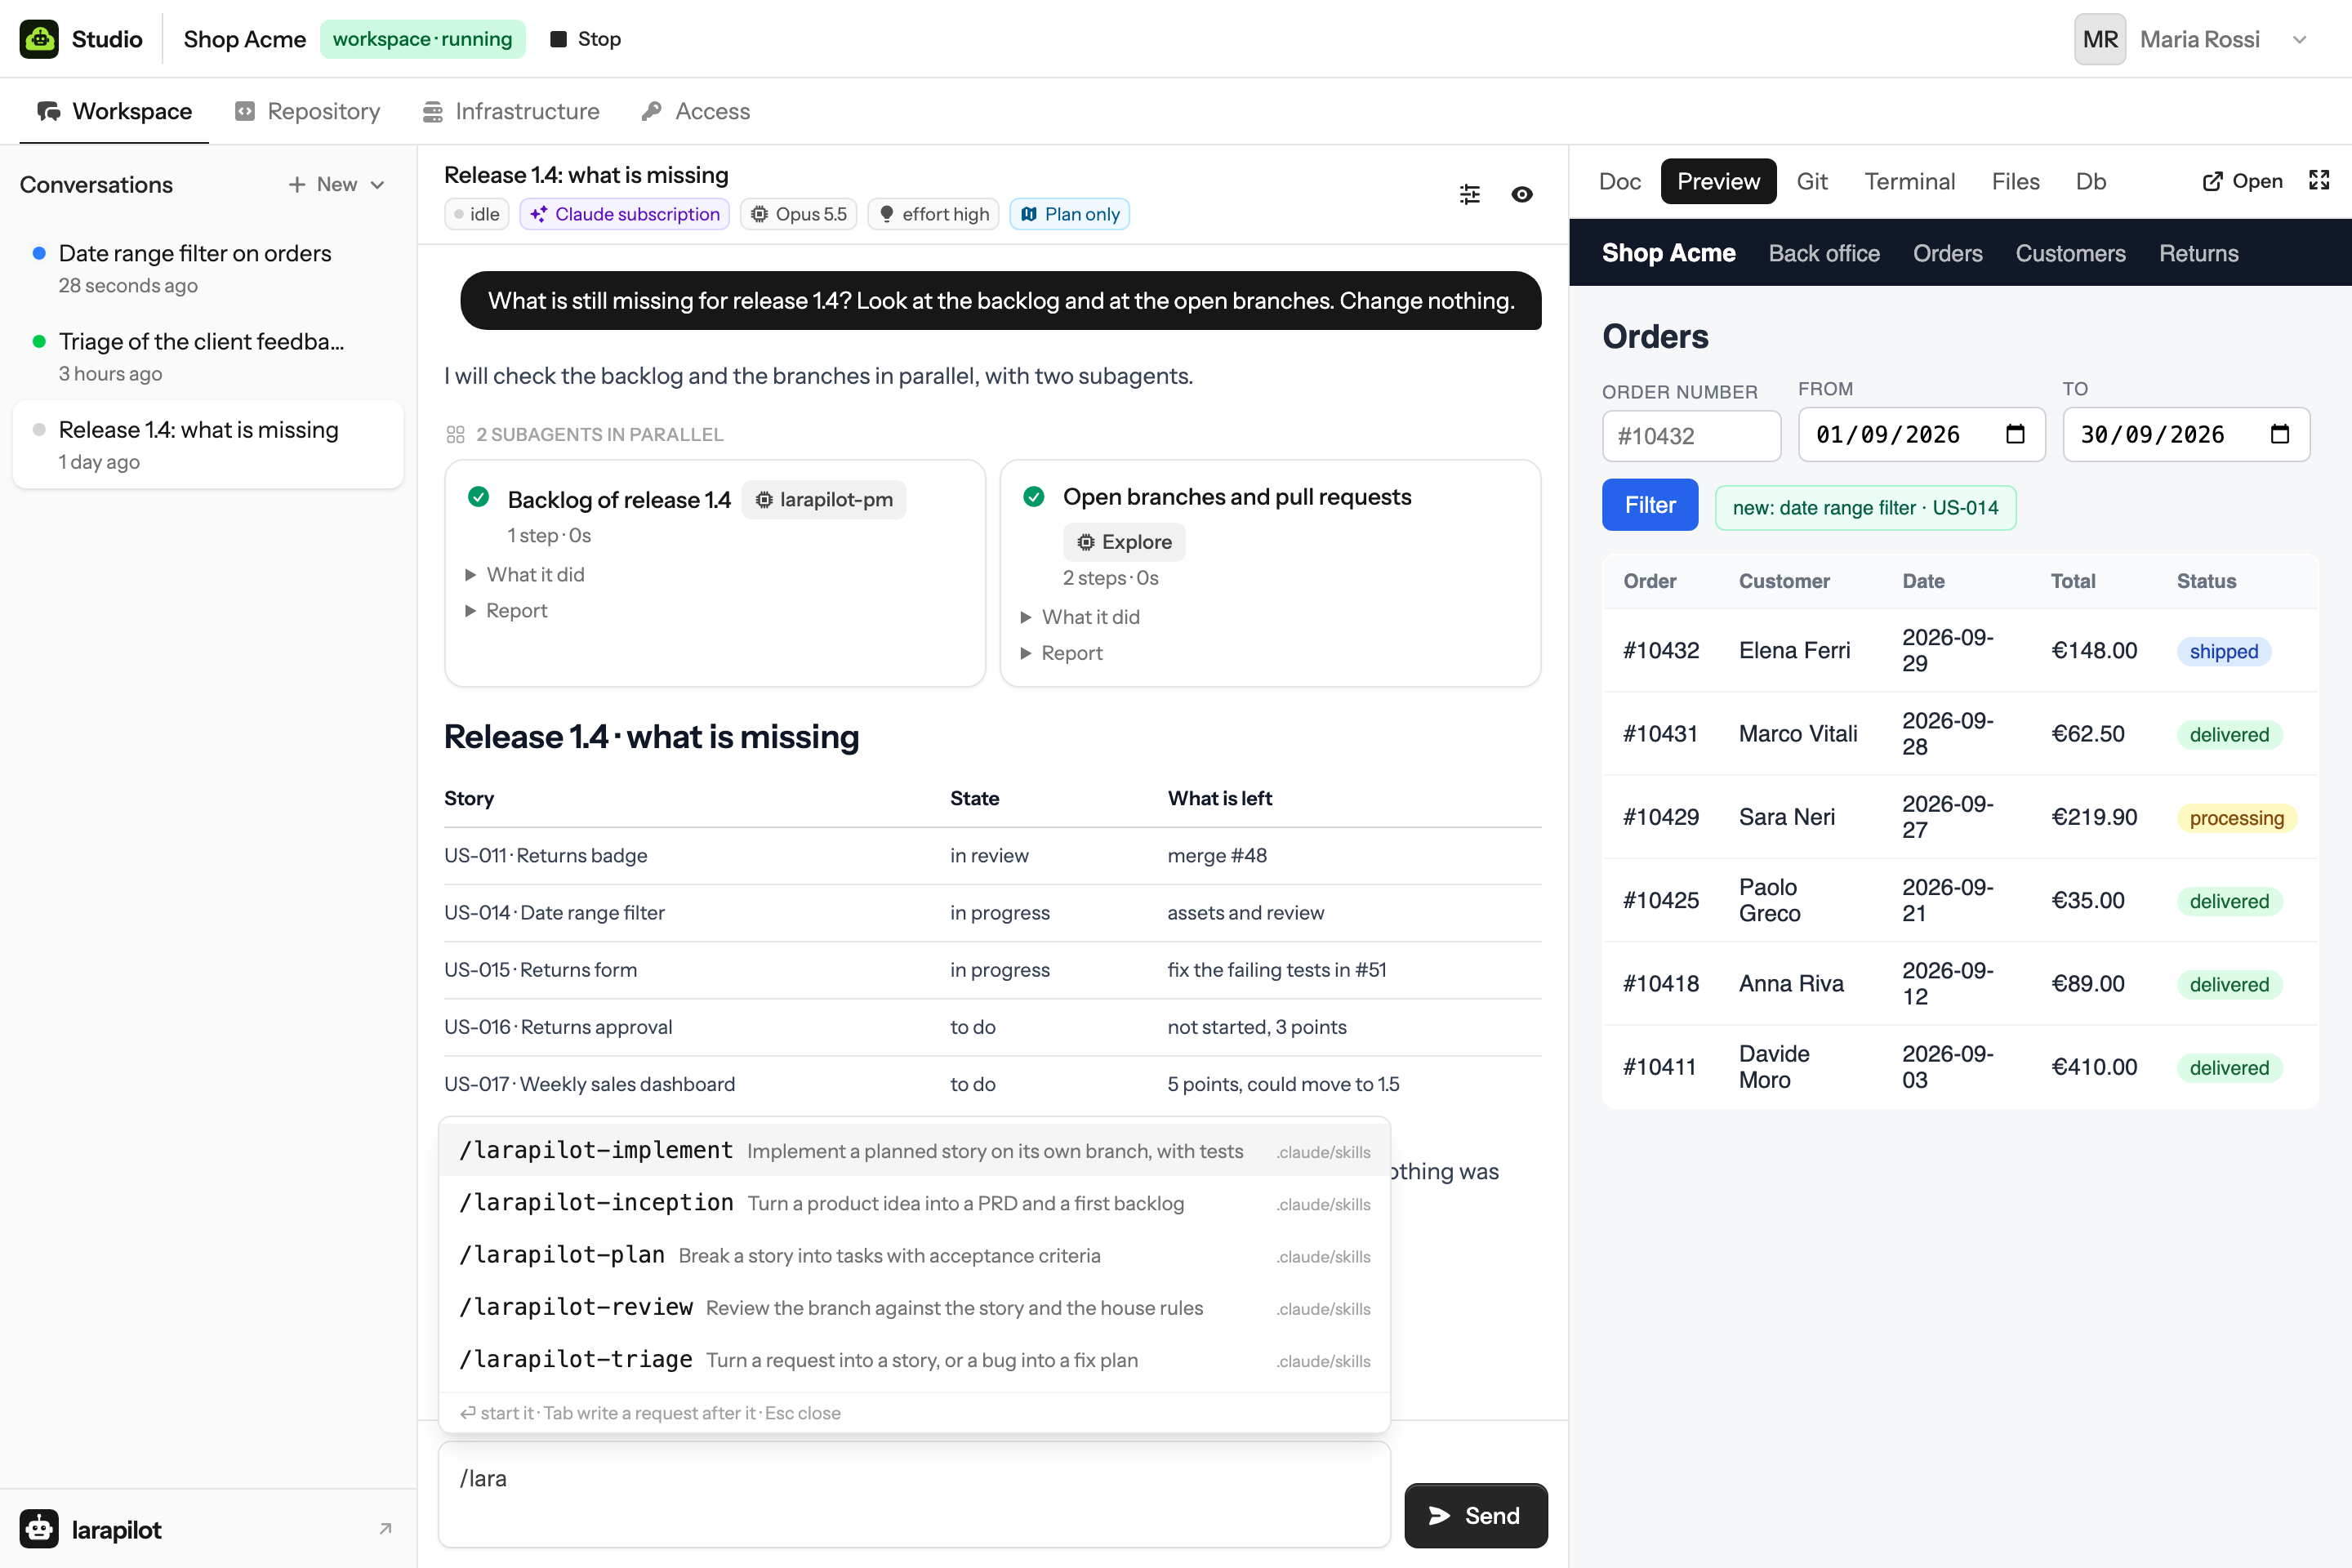 Studio
Shop Acme
workspace · running
Stop
MR
Maria Rossi
Workspace
Repository
Infrastructure
Access
Conversations
New
Date range filter on orders
28 seconds ago
Triage of the client feedba...
3 hours ago
Release 1.4: what is missing
1 day ago
larapilot
Release 1.4: what is missing
idle
Claude subscription
Opus 5.5
effort high
Plan only
What is still missing for release 1.4? Look at the backlog and at the open branches. Change nothing.
I will check the backlog and the branches in parallel, with two subagents.
2 SUBAGENTS IN PARALLEL
Backlog of release 1.4
larapilot-pm
1 step · 0s
What it did
Report
Open branches and pull requests
Explore
2 steps · 0s
What it did
Report
Release 1.4 · what is missing
Story State What is left
US-011 · Returns badge in review merge #48
US-014 · Date range filter in progress assets and review
US-015 · Returns form in progress fix the failing tests in #51
US-016 · Returns approval to do not started, 3 points
US-017 · Weekly sales dashboard to do 5 points, could move to 1.5
was
/larapilot-implement Implement a planned story on its own branch, with tests .claude/skills
/larapilot-inception Turn a product idea into a PRD and a first backlog .claude/skills
/larapilot-plan Break a story into tasks with acceptance criteria .claude/skills
/larapilot-review Review the branch against the story and the house rules .claude/skills
/larapilot-triage Turn a request into a story, or a bug into a fix plan .claude/skills
start it · Tab write a request after it · Esc close
/lara
Send
Doc
Preview
Git
Terminal
Files
Db
Open
Shop Acme
Back office
Orders
Customers
Returns
Orders
ORDER NUMBER
#10432
FROM
01/09/2026
TO
30/09/2026
Filter
new: date range filter · US-014
Order Customer Date Total Status
#10432 Elena Ferri 2026-09-29 €148.00 shipped
#10431 Marco Vitali 2026-09-28 €62.50 delivered
#10429 Sara Neri 2026-09-27 €219.90 processing
#10425 Paolo Greco 2026-09-21 €35.00 delivered
#10418 Anna Riva 2026-09-12 €89.00 delivered
#10411 Davide Moro 2026-09-03 €410.00 delivered